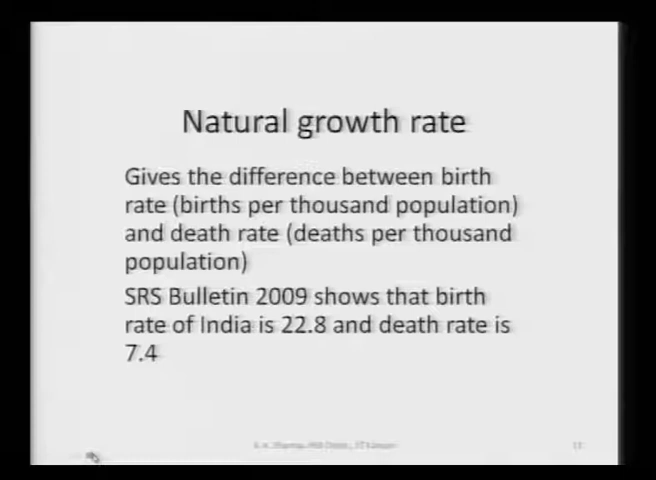 Natural growth rate
Gives the difference between birth
rate (births per thousand population)
and death rate (deaths per thousand
population)
SRS Bulletin 2009 shows that birth
rate of India is 22.8 and death rate is
7.4